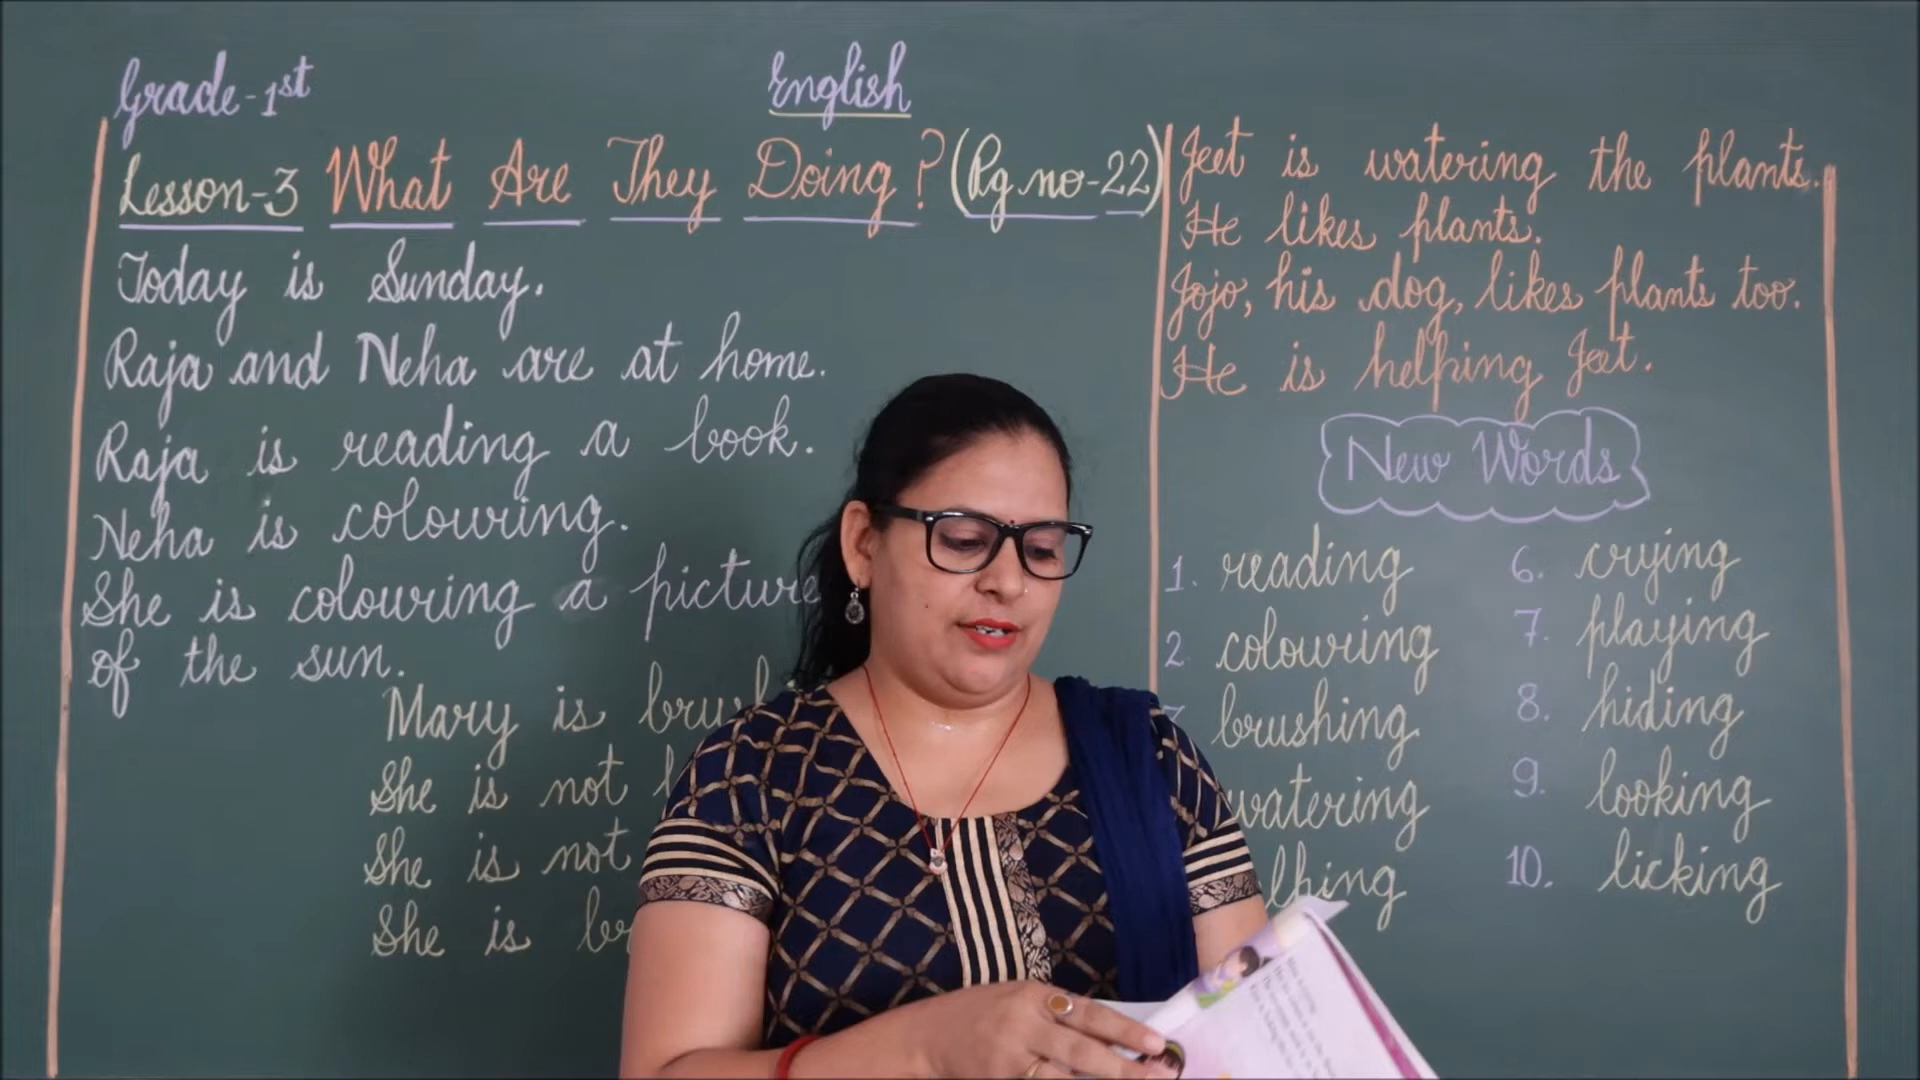 Grade-1st
English
Lesson-3 What Are They Doing? (Pg.no-22)
Today is Sunday.
Raja and Neha are at home.
Raja is reading a book.
Neha is colouring.
She is colouring a picture
of the sun.
Mary is
She is not
She is not
She is
Jeet is watering the plants.
He likes plants.
Jojo, his dog, likes plants too.
He is helping Jeet.
New Words
1. reading
2. colouring
brushing
watering
6. crying
7. playing
8. hiding
9. looking
10. licking